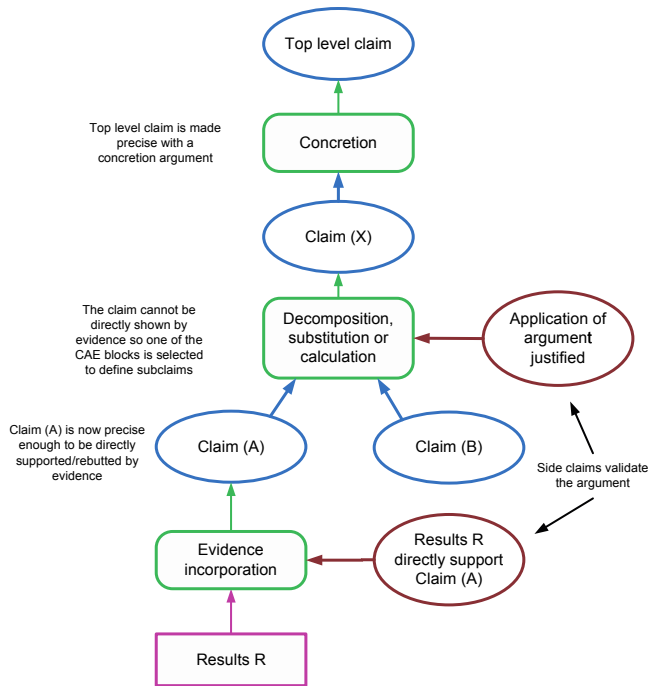 Top level claim
Top level claim is made
precise with a
concretion argument
Concretion
Claim (X)
The claim cannot be
directly shown by
evidence so one of the
CAE blocks is selected
to define subclaims
Decomposition,
substitution or
calculation
Application of
argument
justified
Claim (A) is now precise
enough to be directly
supported/rebutted by
evidence
Claim (A)
Claim (B)
Side claims validate
the argument
Evidence
incorporation
Results R
directly support
Claim (A)
Results R